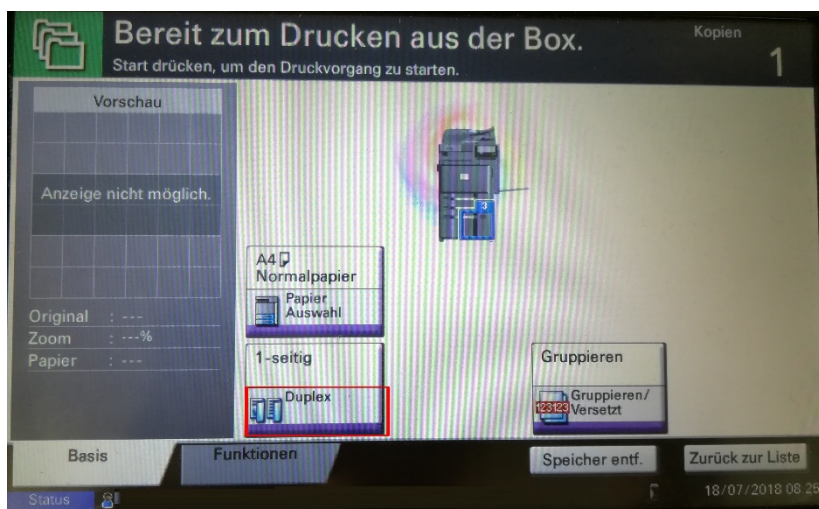 Bereit zum Drucken aus der Box.
Start drücken, um den Druckvorgang zu starten.
Kopien
1
Vorschau
Anzeige nicht möglich.
Original : ---
Zoom : ---%
Papier : ---
3
A4
Normalpapier
Papier
Auswahl
1-seitig
Duplex
Gruppieren
123123
Gruppieren/
Versetzt
Basis
Funktionen
Speicher entf.
Zurück zur Liste
Status
18/07/2018 08:25